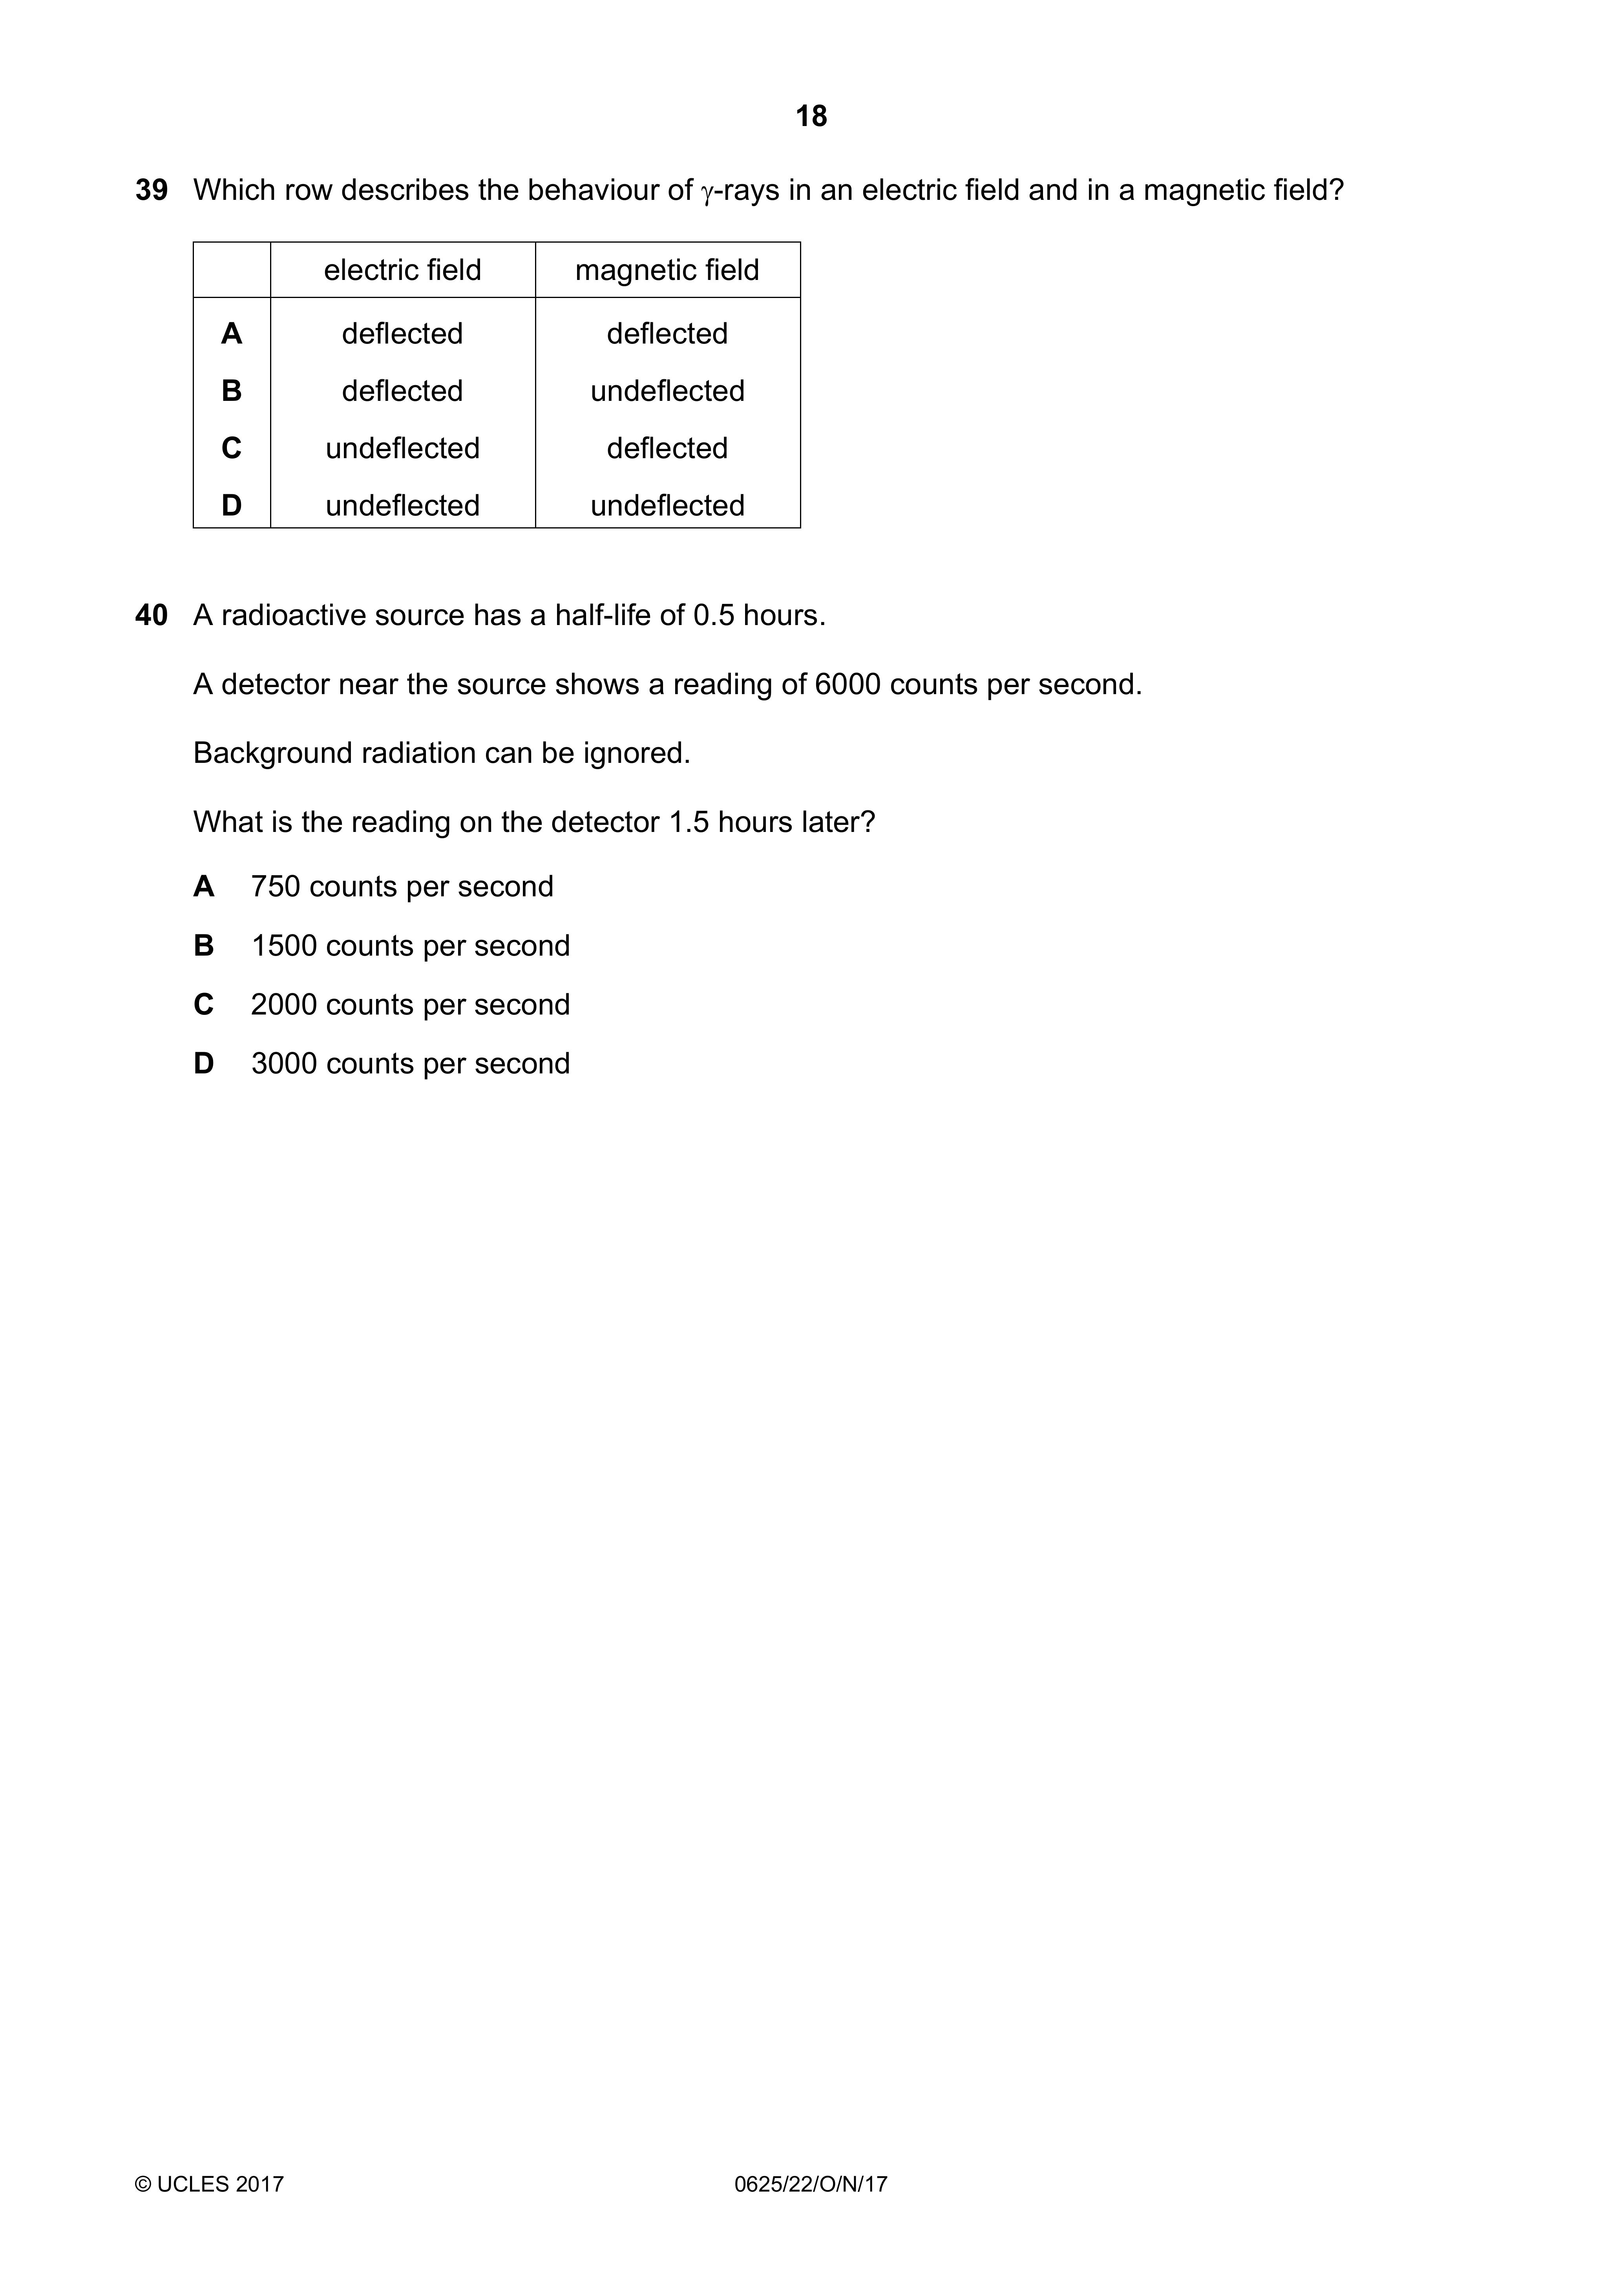 18
39 Which row describes the behaviour of γ-rays in an electric field and in a magnetic field?
electric field magnetic field
A deflected deflected
B deflected undeflected
C undeflected deflected
D undeflected undeflected
40 A radioactive source has a half-life of 0.5 hours.
A detector near the source shows a reading of 6000 counts per second.
Background radiation can be ignored.
What is the reading on the detector 1.5 hours later?
A 750 counts per second
B 1500 counts per second
C 2000 counts per second
D 3000 counts per second
© UCLES 2017 0625/22/O/N/17